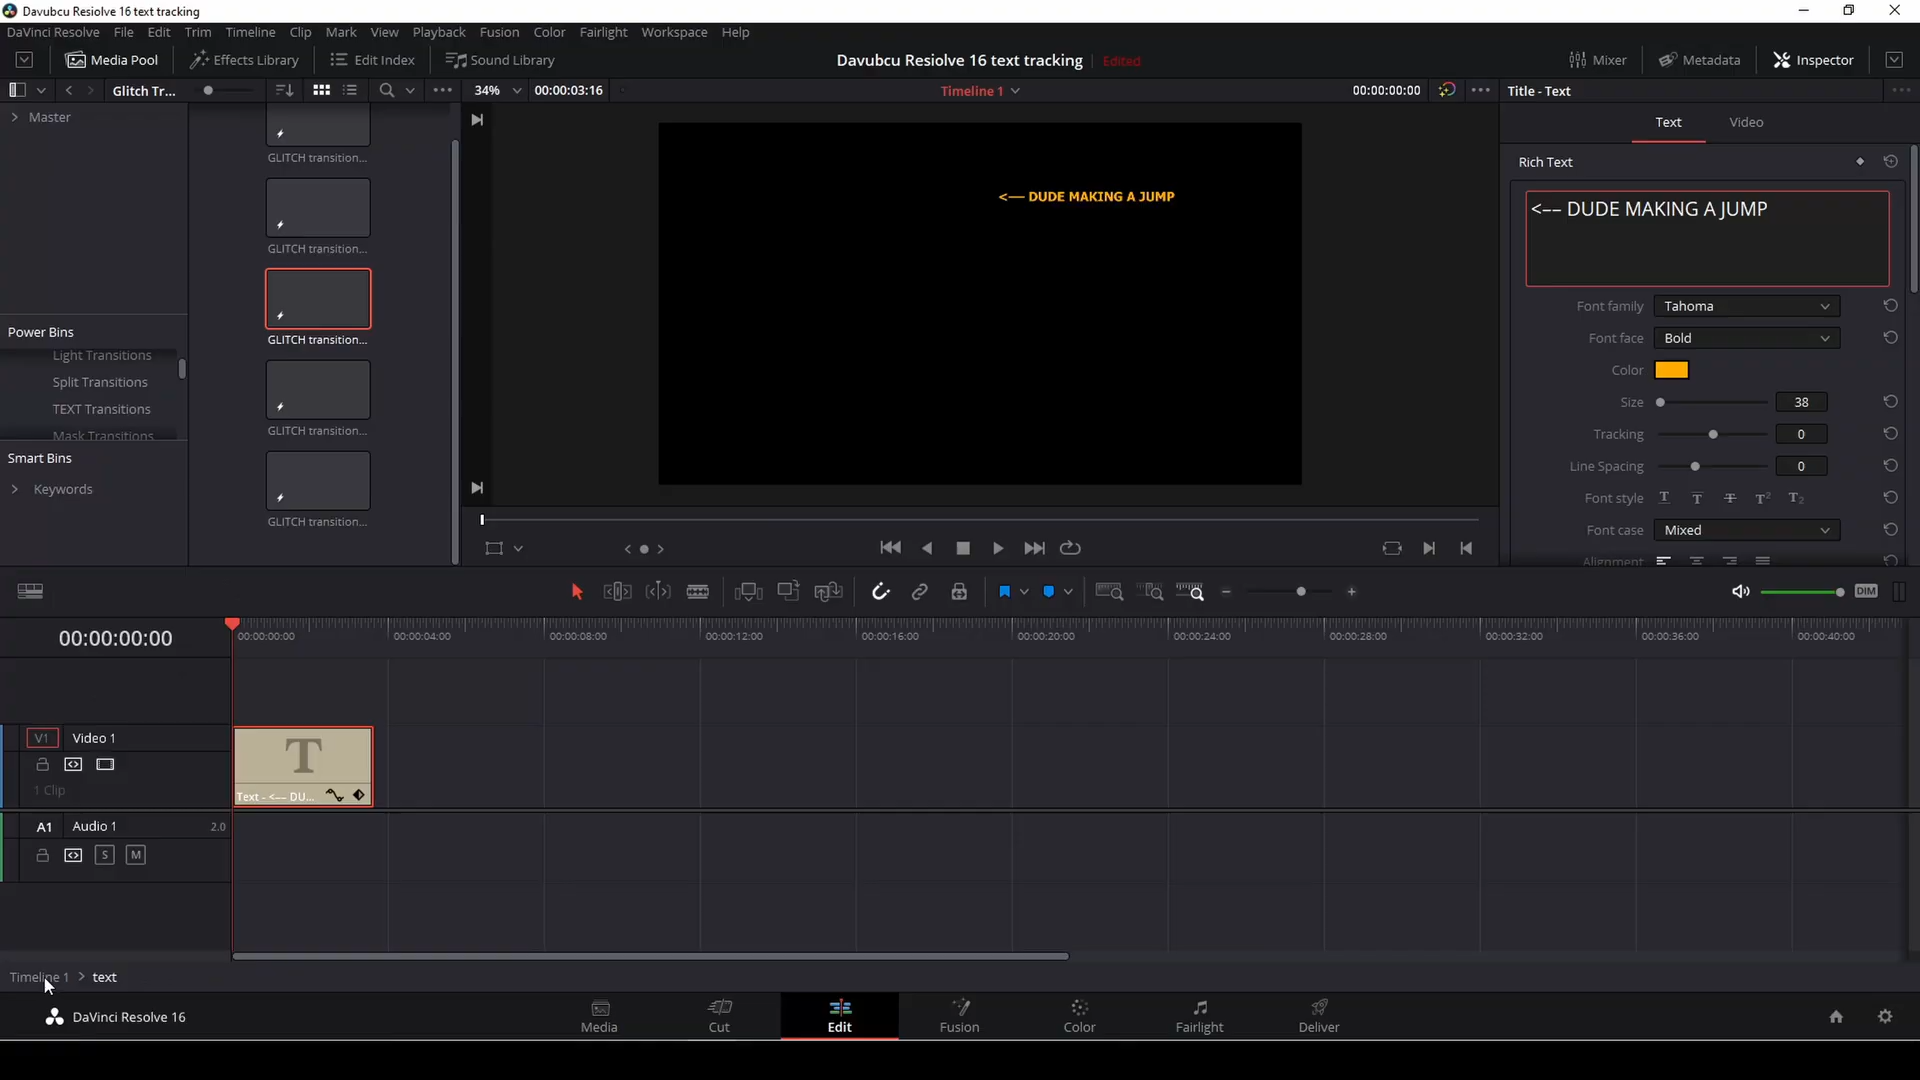 Davubcu Resiolve 16 text tracking
DaVinci Resolve File Edit Trim Timeline Clip Mark View Playback Fusion Color Fairlight Workspace Help
Media Pool Effects Library Edit Index Sound Library Davubcu Resiolve 16 text tracking Edited Mixer Metadata Inspector
Glitch Tr... 34% 00:00:03:16 Timeline 1 00:00:00:00 Title - Text
Master
GLITCH transition...
GLITCH transition...
GLITCH transition...
GLITCH transition...
GLITCH transition...
Power Bins
Light Transitions
Split Transitions
TEXT Transitions
Mask Transitions
Smart Bins
Keywords
<–– DUDE MAKING A JUMP
Text Video
Rich Text
<–– DUDE MAKING A JUMP
Font family Tahoma
Font face Bold
Color
Size 38
Tracking 0
Line Spacing 0
Font style T T T T² T₂
Font case Mixed
Alignment
DIM
00:00:00:00
00:00:00:00 00:00:04:00 00:00:08:00 00:00:12:00 00:00:16:00 00:00:20:00 00:00:24:00 00:00:28:00 00:00:32:00 00:00:36:00 00:00:40:00
V1 Video 1
1 Clip
T
Text - <–– DU...
A1 Audio 1 2.0
S M
Timeline 1 > text
DaVinci Resolve 16
Media Cut Edit Fusion Color Fairlight Deliver